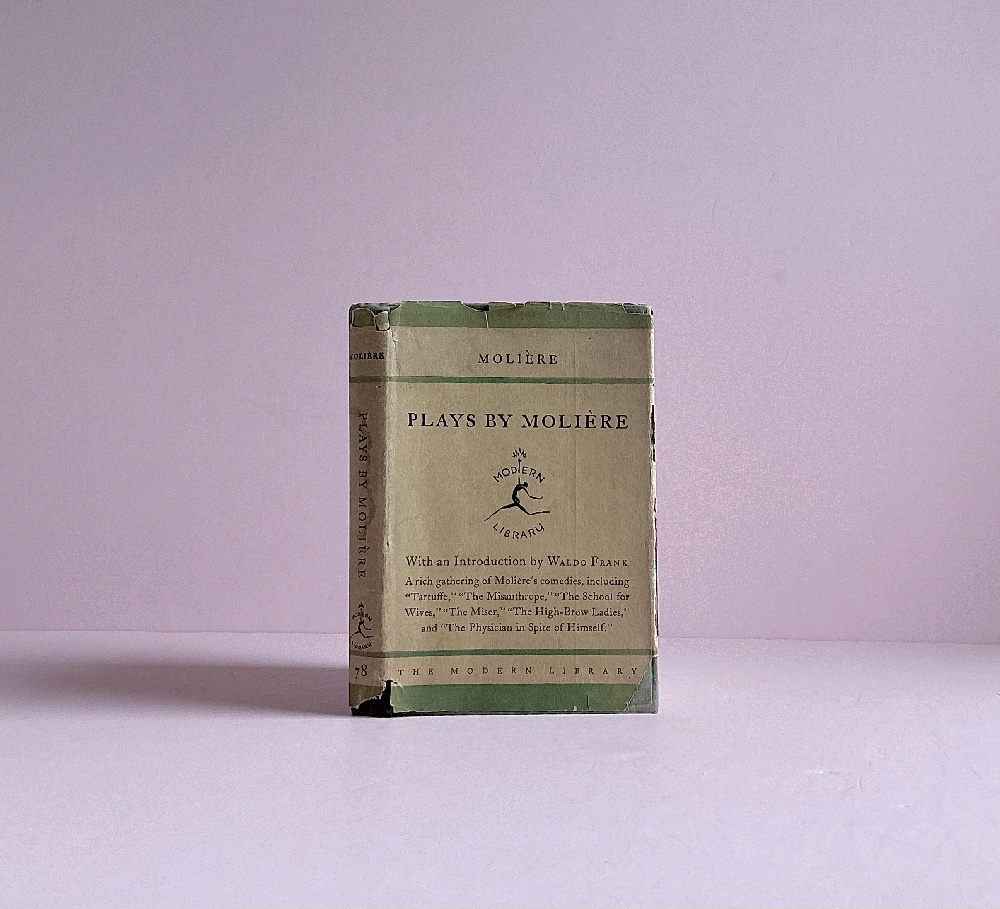 MOLIÈRE
PLAYS BY MOLIÈRE
MODERN
LIBRARY
78
MOLIÈRE
PLAYS BY MOLIÈRE
MODERN
LIBRARY
With an Introduction by WALDO FRANK
A rich gathering of Molière's comedies, including
“Tartuffe,” “The Misanthrope,” “The School for
Wives,” “The Miser,” “The High-Brow Ladies,”
and “The Physician in Spite of Himself.”
THE MODERN LIBRARY